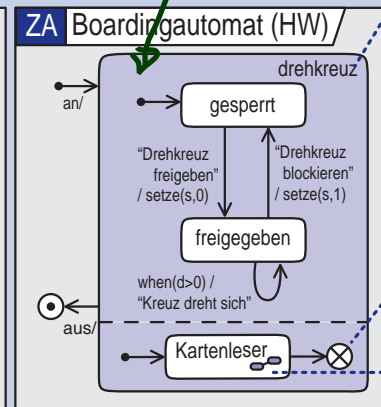 ZA Boardingautomat (HW)
drehkreuz
an/
gesperrt
“Drehkreuz
freigeben”
/ setze(s,0)
“Drehkreuz
blockieren”
/ setze(s,1)
freigegeben
when(d>0) /
“Kreuz dreht sich”
aus/
Kartenleser